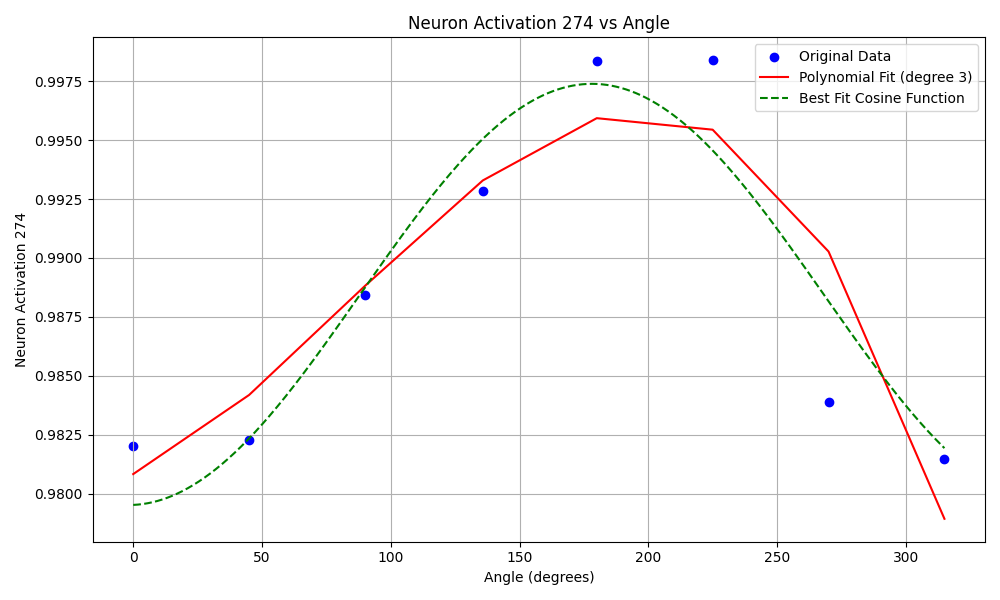 Neuron Activation 274 vs Angle
Original Data
Polynomial Fit (degree 3)
Best Fit Cosine Function
Neuron Activation 274
0.9975
0.9950
0.9925
0.9900
0.9875
0.9850
0.9825
0.9800
0 50 100 150 200 250 300
Angle (degrees)